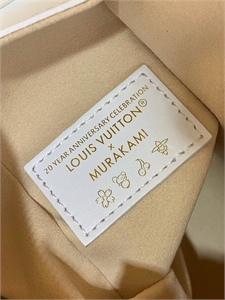 20 YEAR ANNIVERSARY CELEBRATION
LOUIS VUITTON®
×
MURAKAMI